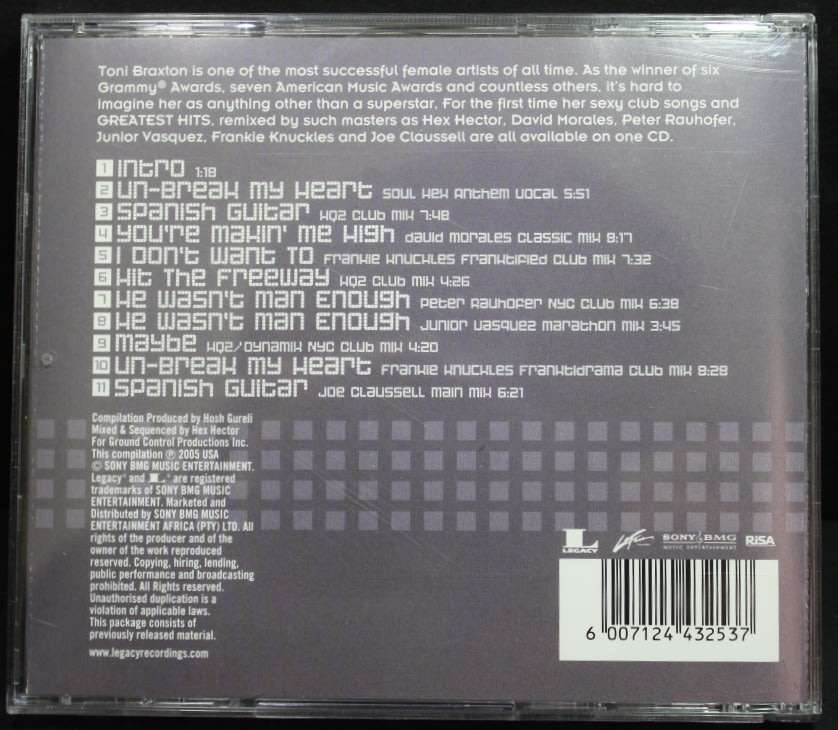 Toni Braxton is one of the most successful female artists of all time. As the winner of six
Grammy® Awards, seven American Music Awards and countless others, it's hard to
imagine her as anything other than a superstar. For the first time her sexy club songs and
GREATEST HITS, remixed by such masters as Hex Hector, David Morales, Peter Rauhofer,
Junior Vasquez, Frankie Knuckles and Joe Claussell are all available on one CD.
1 Intro 1:18
2 Un-Break My Heart Soul Hex Anthem Vocal 5:51
3 Spanish Guitar HQ2 Club Mix 7:48
4 You're Makin' Me High David Morales Classic Mix 8:17
5 I Don't Want To Frankie Knuckles Franktified Club Mix 7:32
6 Hit The Freeway HQ2 Club Mix 4:26
7 He Wasn't Man Enough Peter Rauhofer NYC Club Mix 6:38
8 He Wasn't Man Enough Junior Vasquez Marathon Mix 3:45
9 Maybe HQ2/Dynamix NYC Club Mix 4:20
10 Un-Break My Heart Frankie Knuckles Franktidrama Club Mix 8:28
11 Spanish Guitar Joe Claussell Main Mix 6:21
Compilation Produced by Hosh Gureli
Mixed & Sequenced by Hex Hector
For Ground Control Productions Inc.
This compilation ℗ 2005 USA
© SONY BMG MUSIC ENTERTAINMENT.
Legacy® and L® are registered
trademarks of SONY BMG MUSIC
ENTERTAINMENT. Marketed and
Distributed by SONY BMG MUSIC
ENTERTAINMENT AFRICA (PTY) LTD. All
rights of the producer and of the
owner of the work reproduced
reserved. Copying, hiring, lending,
public performance and broadcasting
prohibited. All Rights reserved.
Unauthorised duplication is a
violation of applicable laws.
This package consists of
previously released material.
www.legacyrecordings.com
L LEGACY
SONY BMG
MUSIC ENTERTAINMENT
RiSA
6 007124 432537